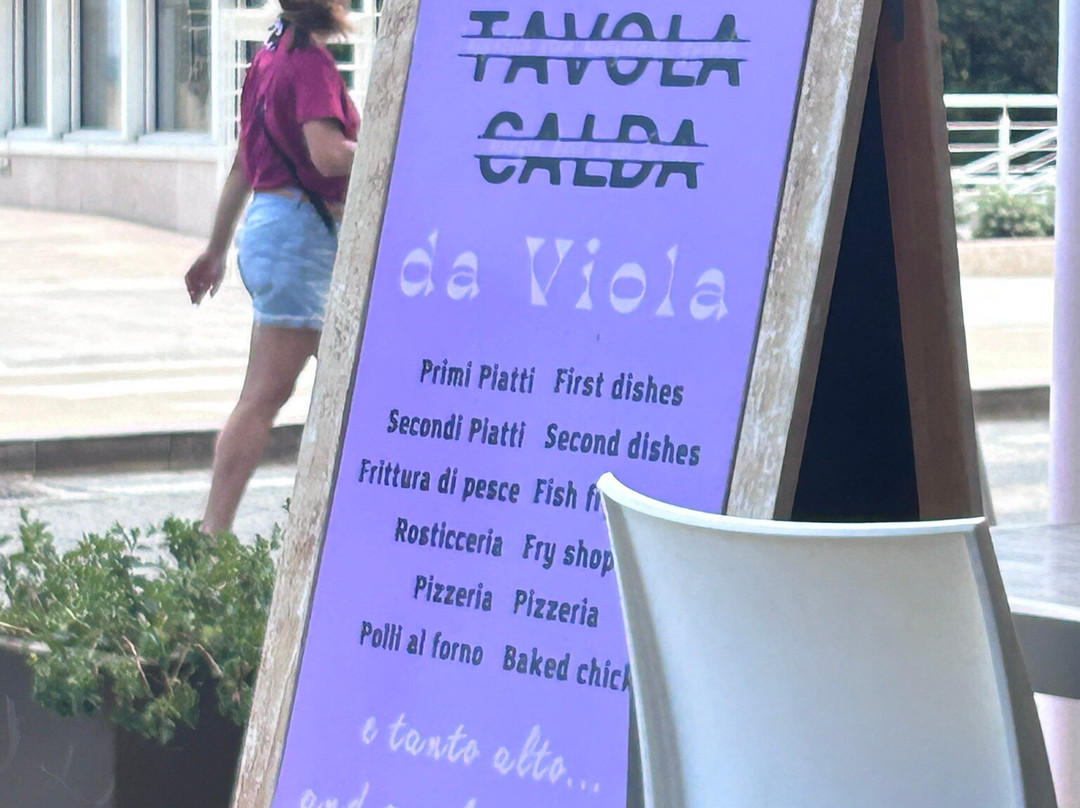 TAVOLA
CALDA
da Viola
Primi Piatti First dishes
Secondi Piatti Second dishes
Frittura di pesce Fish
Rosticceria Fry shop
Pizzeria Pizzeria
Polli al forno Baked
e tanto alto...
and